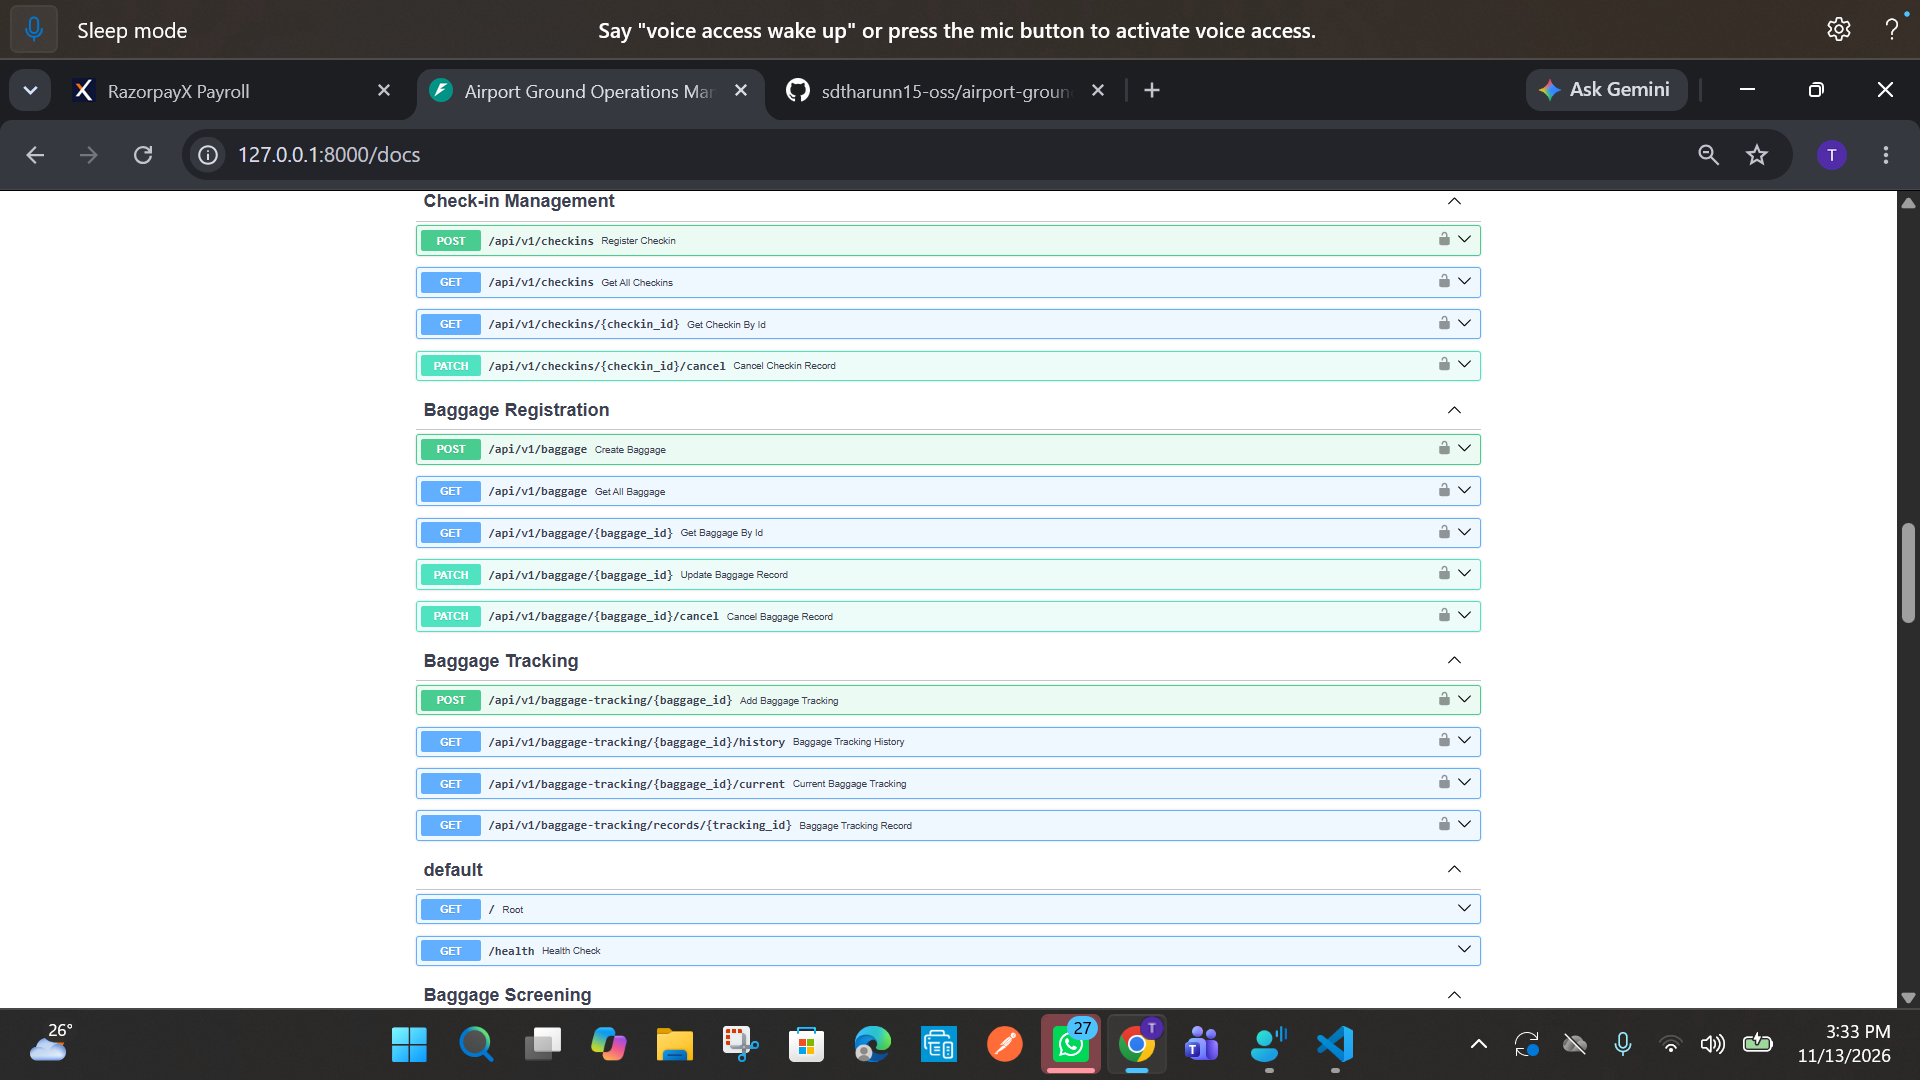 Sleep mode
Say "voice access wake up" or press the mic button to activate voice access.
RazorpayX Payroll
Airport Ground Operations Mar
sdtharunn15-oss/airport-groun
Ask Gemini
127.0.0.1:8000/docs
T
Check-in Management
POST /api/v1/checkins Register Checkin
GET /api/v1/checkins Get All Checkins
GET /api/v1/checkins/{checkin_id} Get Checkin By Id
PATCH /api/v1/checkins/{checkin_id}/cancel Cancel Checkin Record
Baggage Registration
POST /api/v1/baggage Create Baggage
GET /api/v1/baggage Get All Baggage
GET /api/v1/baggage/{baggage_id} Get Baggage By Id
PATCH /api/v1/baggage/{baggage_id} Update Baggage Record
PATCH /api/v1/baggage/{baggage_id}/cancel Cancel Baggage Record
Baggage Tracking
POST /api/v1/baggage-tracking/{baggage_id} Add Baggage Tracking
GET /api/v1/baggage-tracking/{baggage_id}/history Baggage Tracking History
GET /api/v1/baggage-tracking/{baggage_id}/current Current Baggage Tracking
GET /api/v1/baggage-tracking/records/{tracking_id} Baggage Tracking Record
default
GET / Root
GET /health Health Check
Baggage Screening
26°
27
T
3:33 PM
11/13/2026